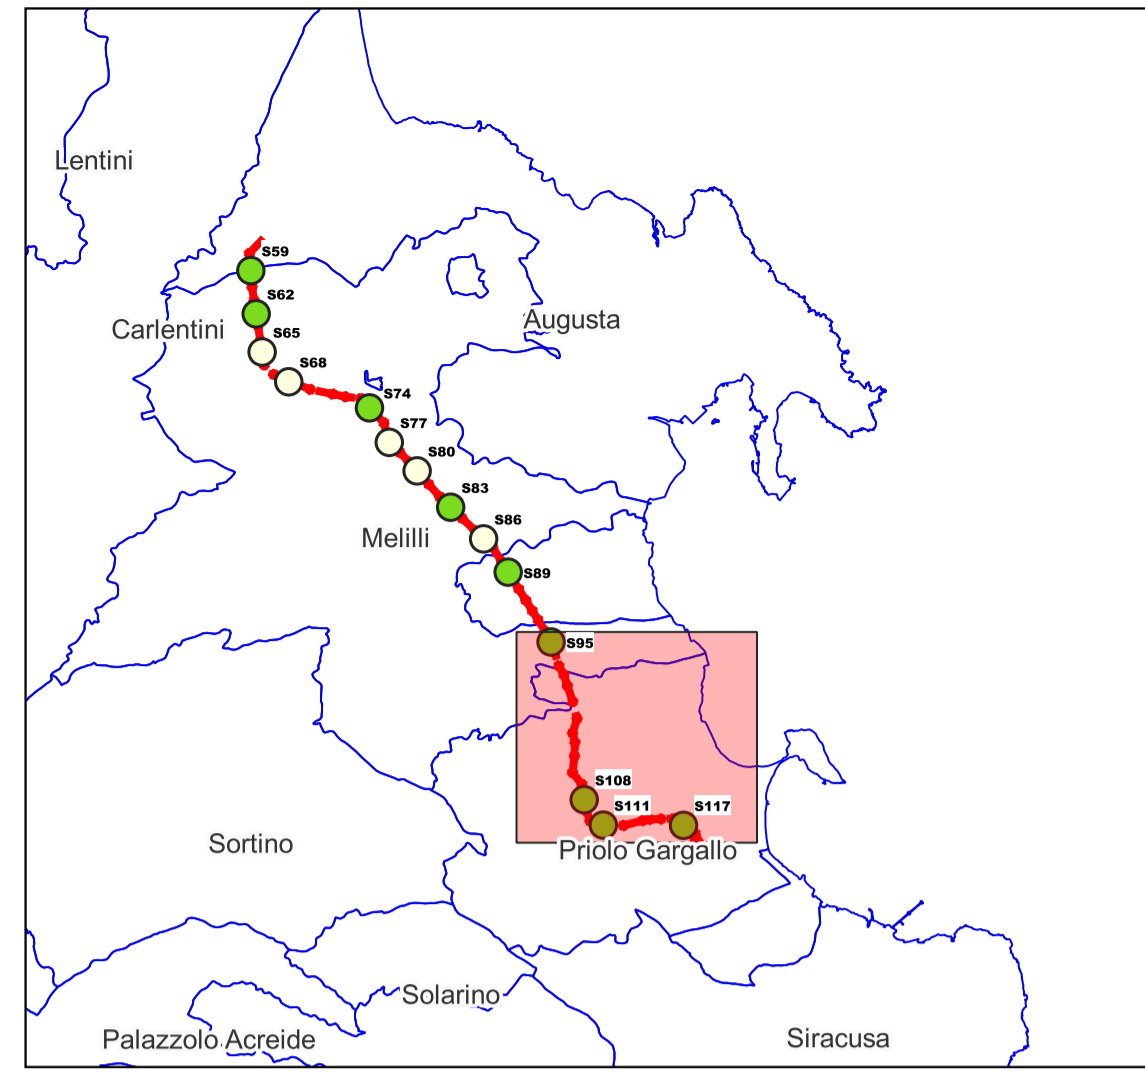 Lentini
S59
S62
Carlentini
Augusta
S65
S68
S74
S77
S80
S83
S86
Melilli
S89
S95
S108
S111
S117
Priolo Gargallo
Sortino
Solarino
Palazzolo Acreide
Siracusa